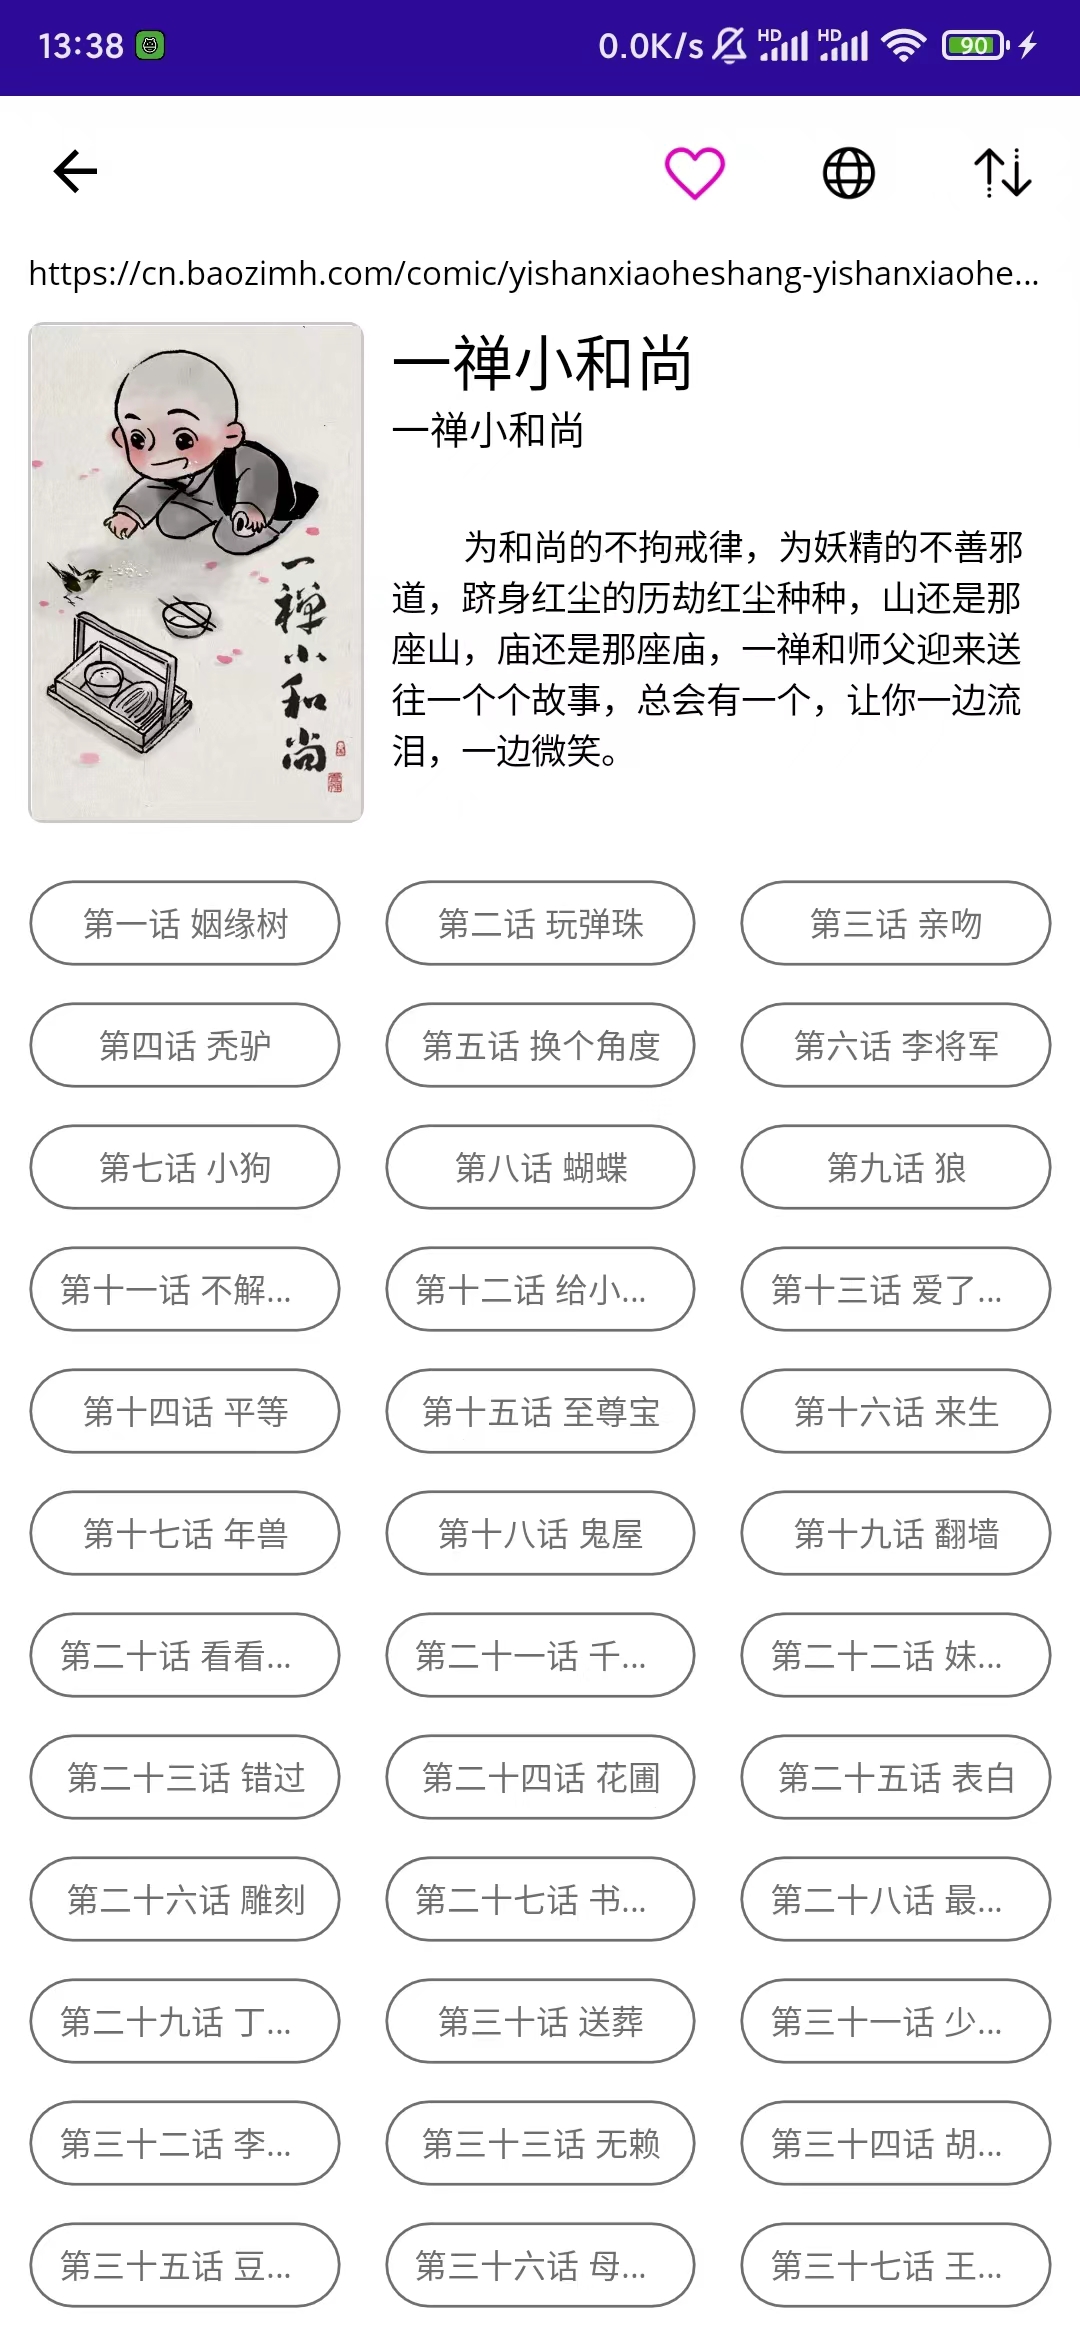 13:38
0.0K/s
HD
HD
90
https://cn.baozimh.com/comic/yishanxiaoheshang-yishanxiaohe...
一禅小和尚
一禅小和尚
一禅小和尚
为和尚的不拘戒律，为妖精的不善邪
道，跻身红尘的历劫红尘种种，山还是那
座山，庙还是那座庙，一禅和师父迎来送
往一个个故事，总会有一个，让你一边流
泪，一边微笑。
第一话 姻缘树
第二话 玩弹珠
第三话 亲吻
第四话 秃驴
第五话 换个角度
第六话 李将军
第七话 小狗
第八话 蝴蝶
第九话 狼
第十一话 不解...
第十二话 给小...
第十三话 爱了...
第十四话 平等
第十五话 至尊宝
第十六话 来生
第十七话 年兽
第十八话 鬼屋
第十九话 翻墙
第二十话 看看...
第二十一话 千...
第二十二话 妹...
第二十三话 错过
第二十四话 花圃
第二十五话 表白
第二十六话 雕刻
第二十七话 书...
第二十八话 最...
第二十九话 丁...
第三十话 送葬
第三十一话 少...
第三十二话 李...
第三十三话 无赖
第三十四话 胡...
第三十五话 豆...
第三十六话 母...
第三十七话 王...